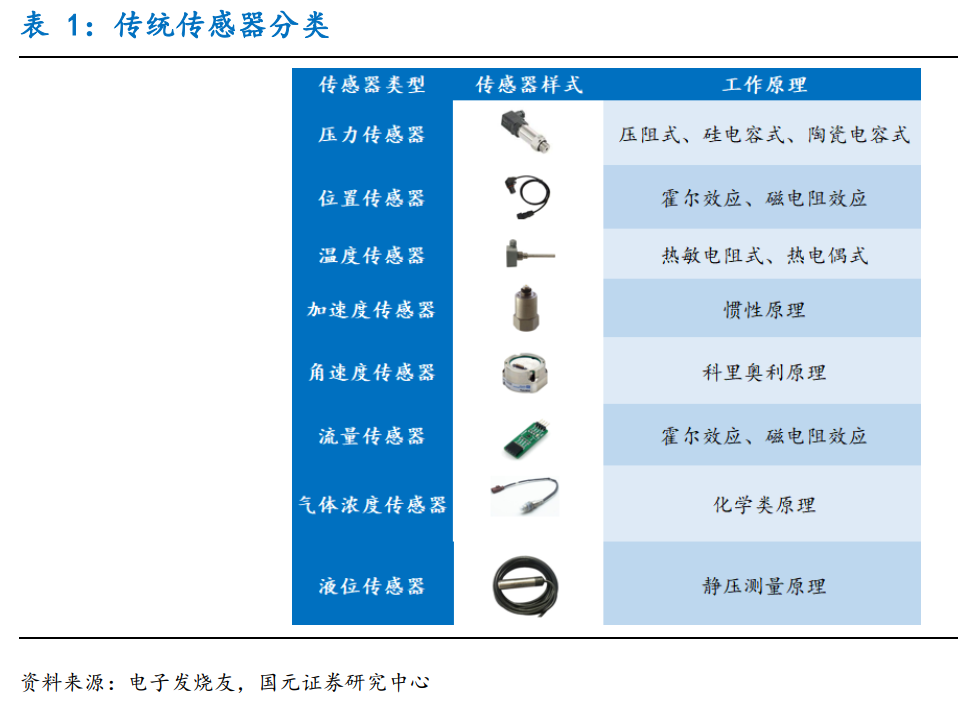 表 1：传统传感器分类
传感器类型 传感器样式 工作原理
压力传感器 压阻式、硅电容式、陶瓷电容式
位置传感器 霍尔效应、磁电阻效应
温度传感器 热敏电阻式、热电偶式
加速度传感器 惯性原理
角速度传感器 科里奥利原理
流量传感器 霍尔效应、磁电阻效应
气体浓度传感器 化学类原理
液位传感器 静压测量原理
资料来源：电子发烧友，国元证券研究中心